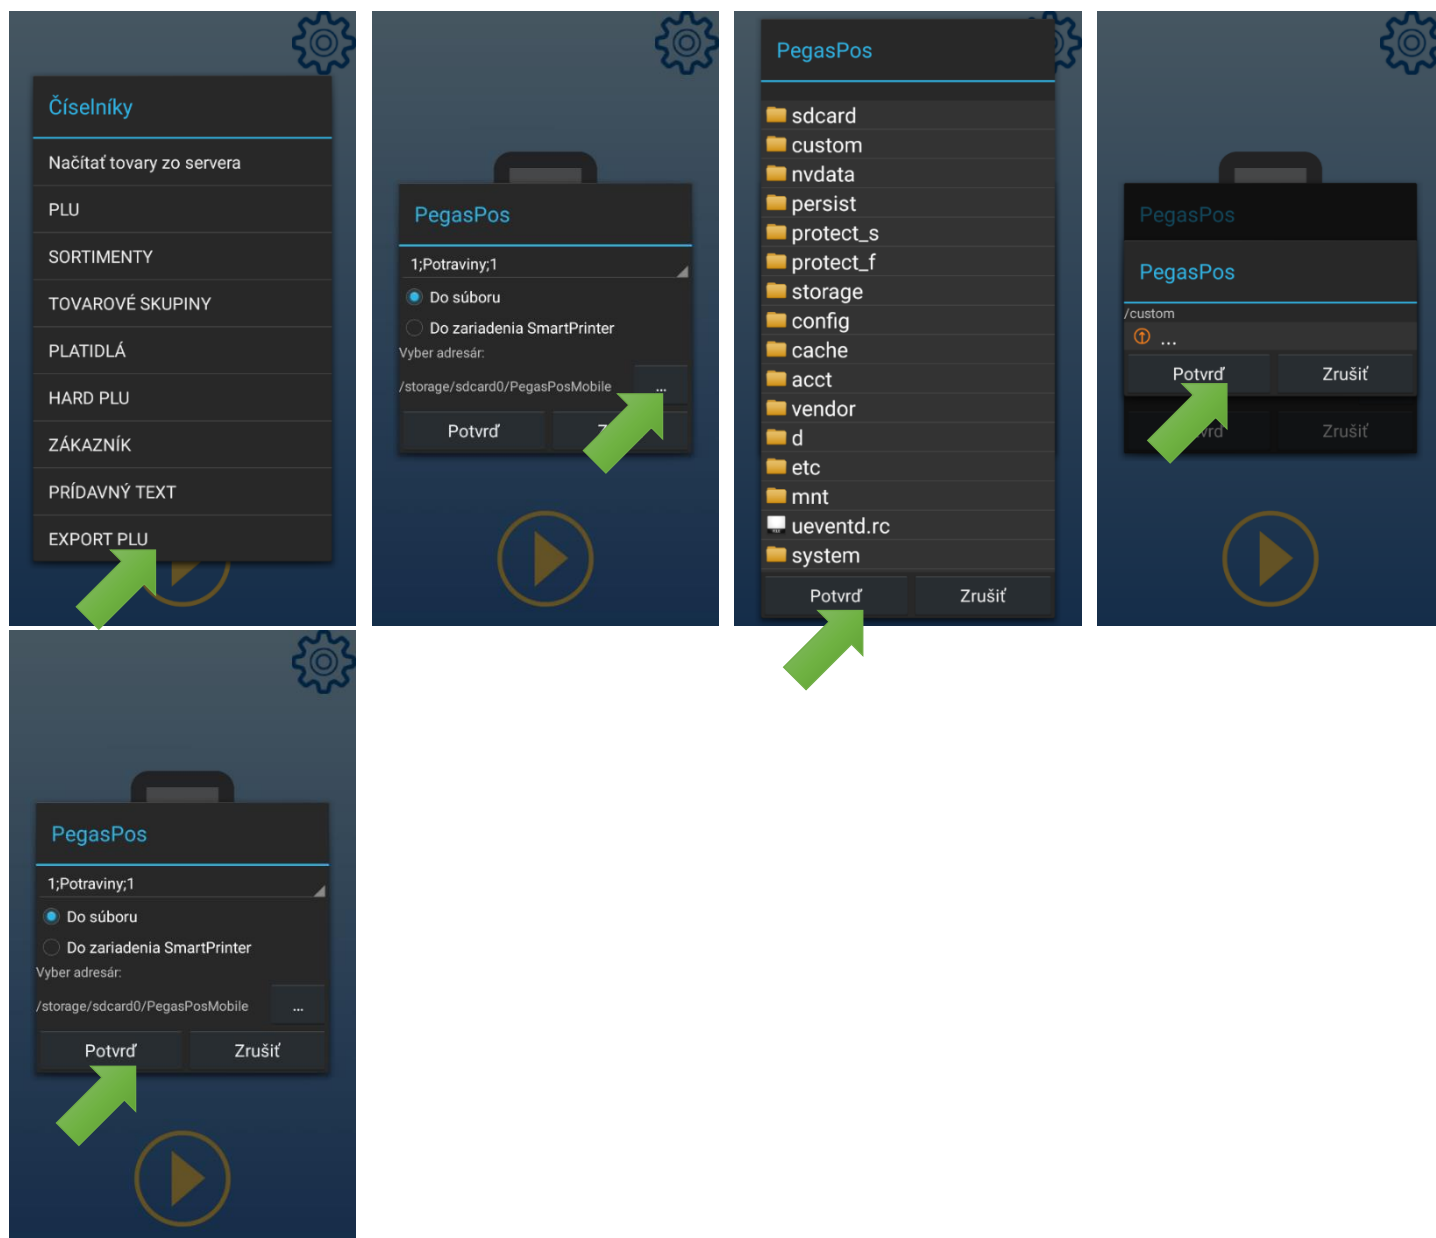 Číselníky
Načítať tovary zo servera
PLU
SORTIMENTY
TOVAROVÉ SKUPINY
PLATIDLÁ
HARD PLU
ZÁKAZNÍK
PRÍDAVNÝ TEXT
EXPORT PLU
PegasPos
1;Potraviny;1
Do súboru
Do zariadenia SmartPrinter
Vyber adresár:
/storage/sdcard0/PegasPosMobile ...
Potvrď
PegasPos
sdcard
custom
nvdata
persist
protect_s
protect_f
storage
config
cache
acct
vendor
d
etc
mnt
ueventd.rc
system
Potvrď Zrušiť
PegasPos
PegasPos
/custom
...
Potvrď Zrušiť
Zrušiť
PegasPos
1;Potraviny;1
Do súboru
Do zariadenia SmartPrinter
Vyber adresár:
/storage/sdcard0/PegasPosMobile ...
Potvrď Zrušiť